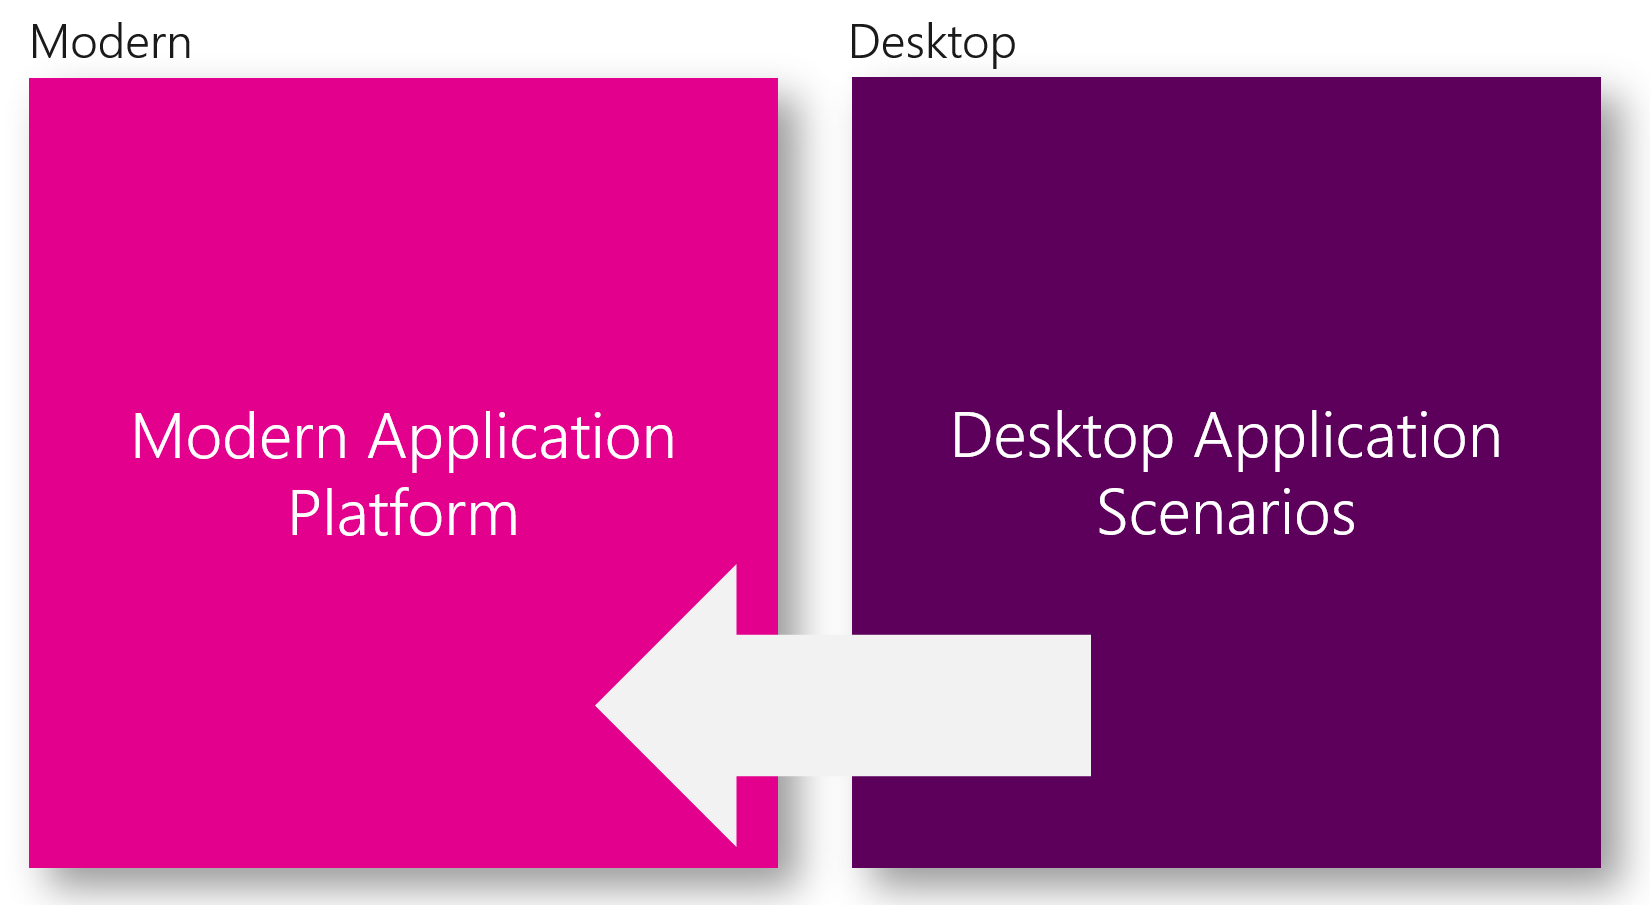 Modern
Desktop
Modern Application
Platform
Desktop Application
Scenarios